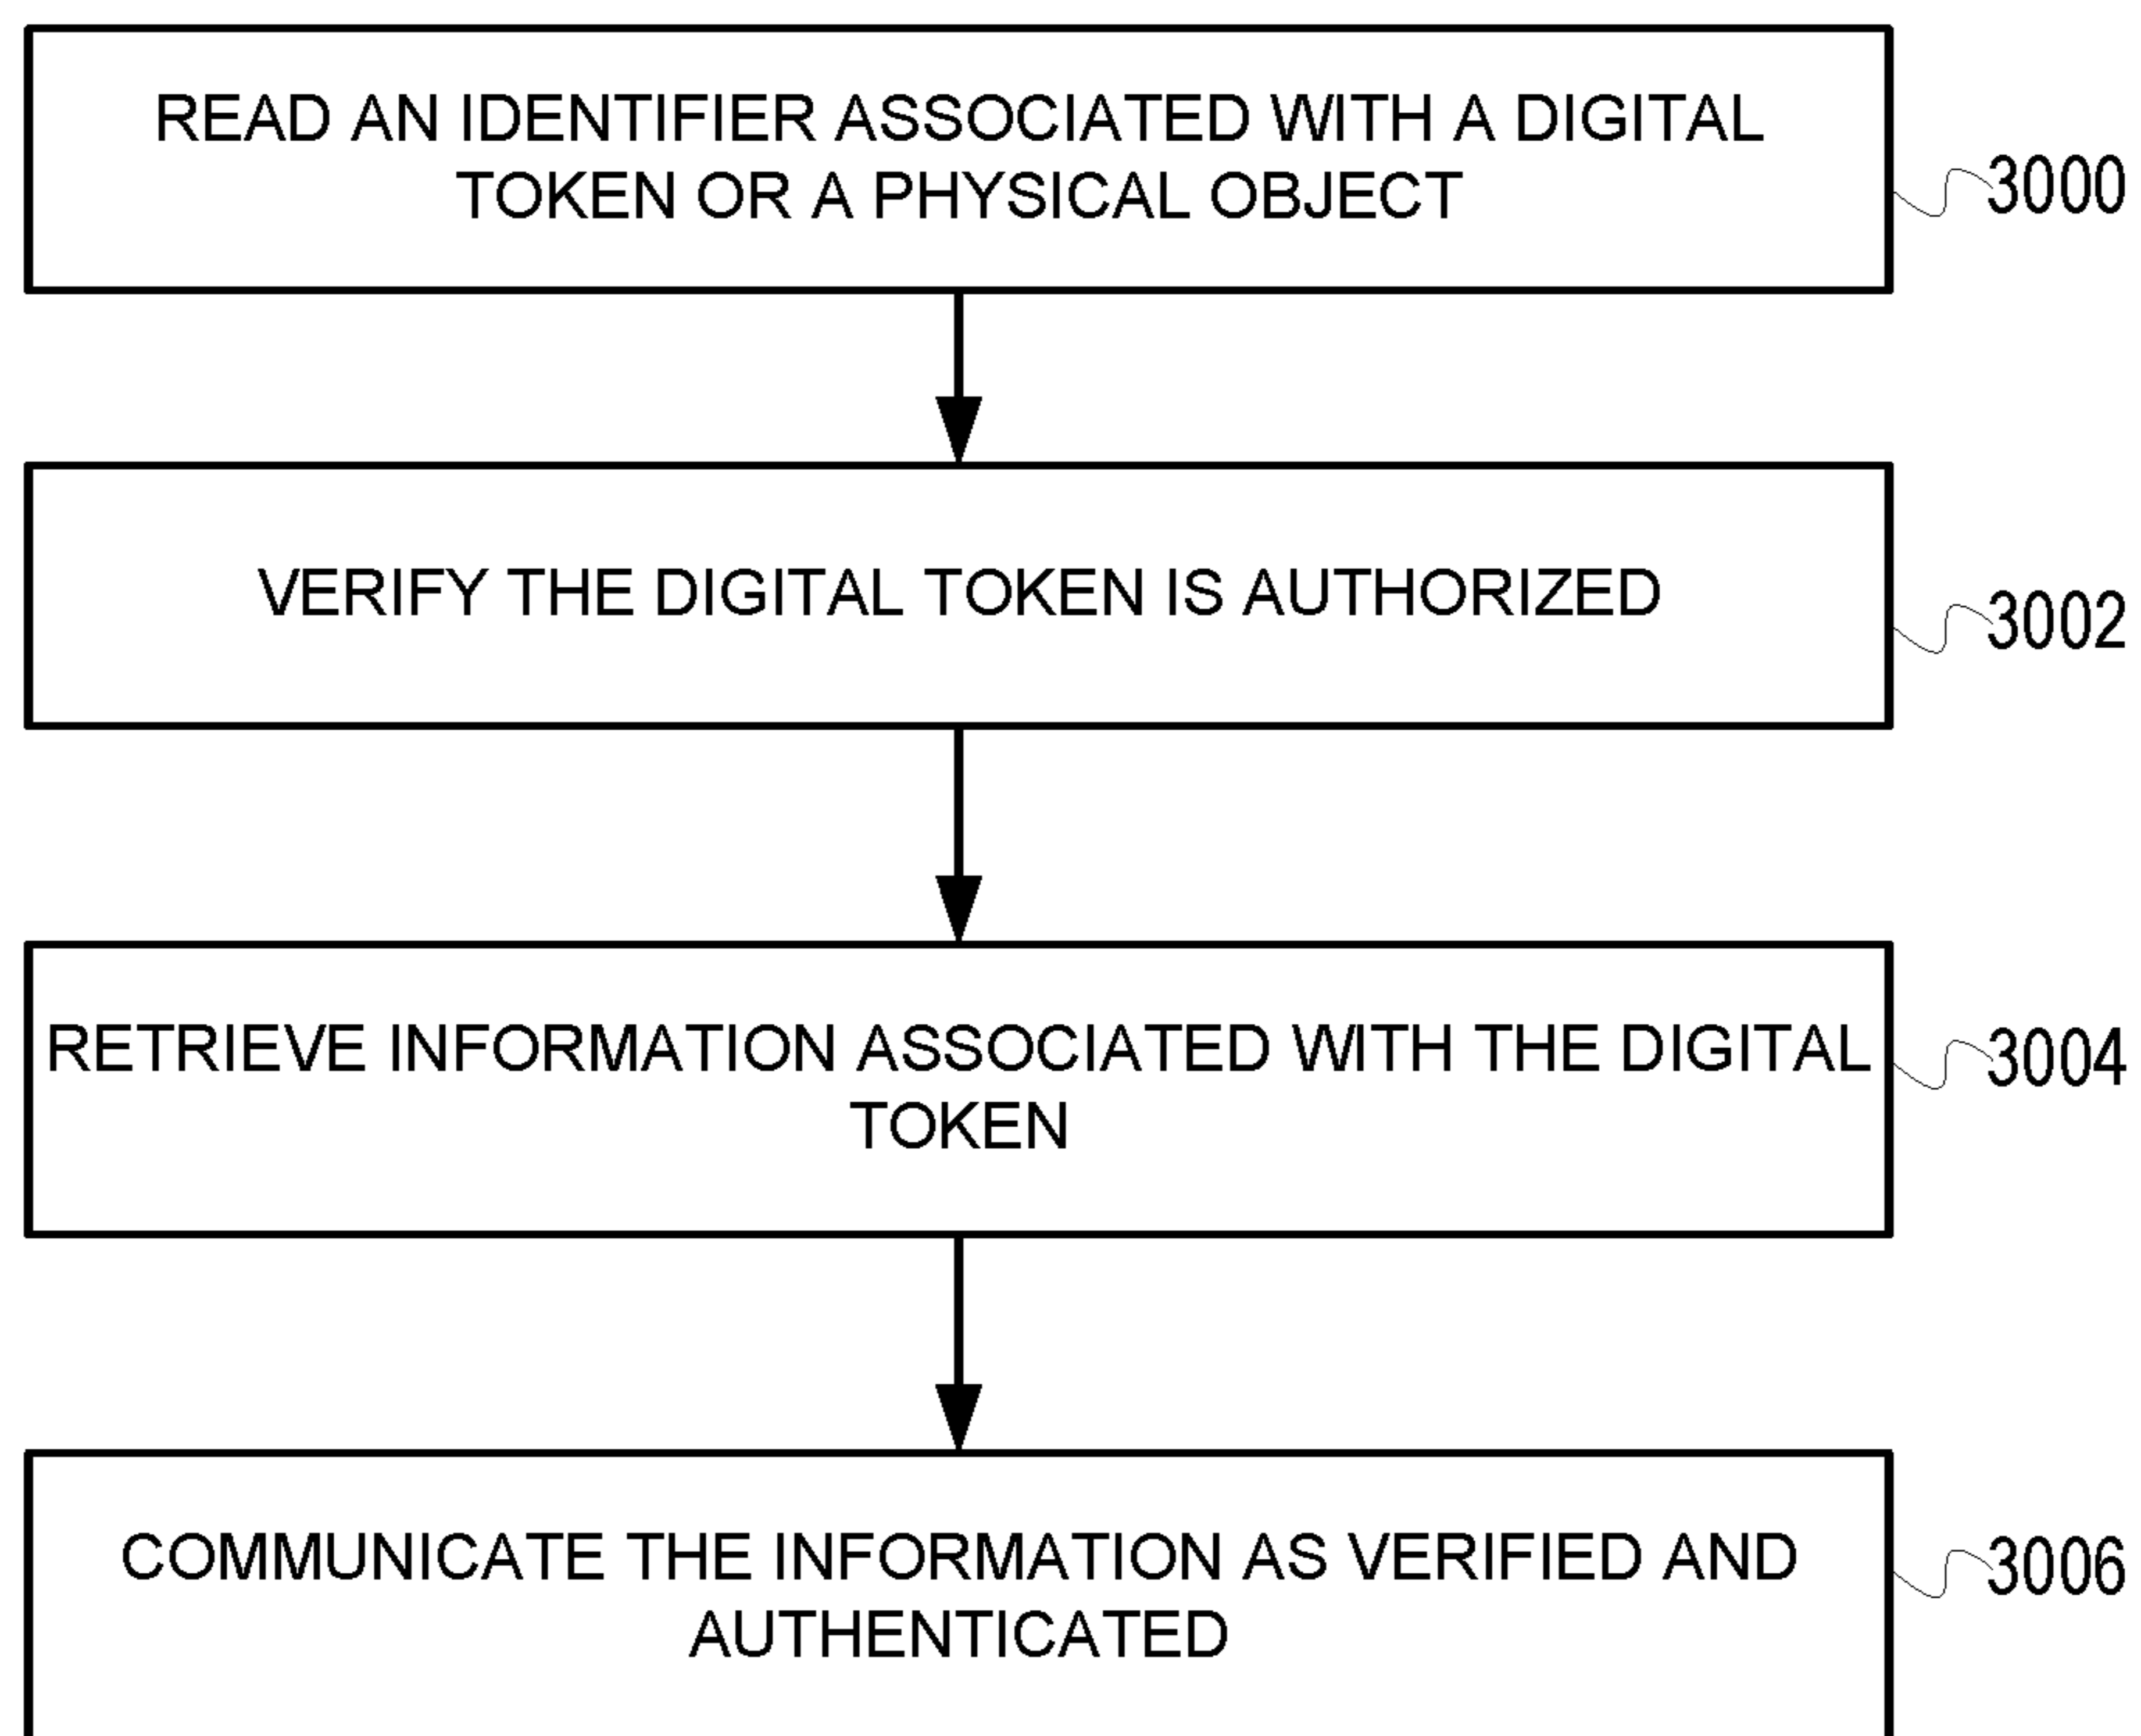 READ AN IDENTIFIER ASSOCIATED WITH A DIGITAL
TOKEN OR A PHYSICAL OBJECT
3000
VERIFY THE DIGITAL TOKEN IS AUTHORIZED
3002
RETRIEVE INFORMATION ASSOCIATED WITH THE DIGITAL
TOKEN
3004
COMMUNICATE THE INFORMATION AS VERIFIED AND
AUTHENTICATED
3006